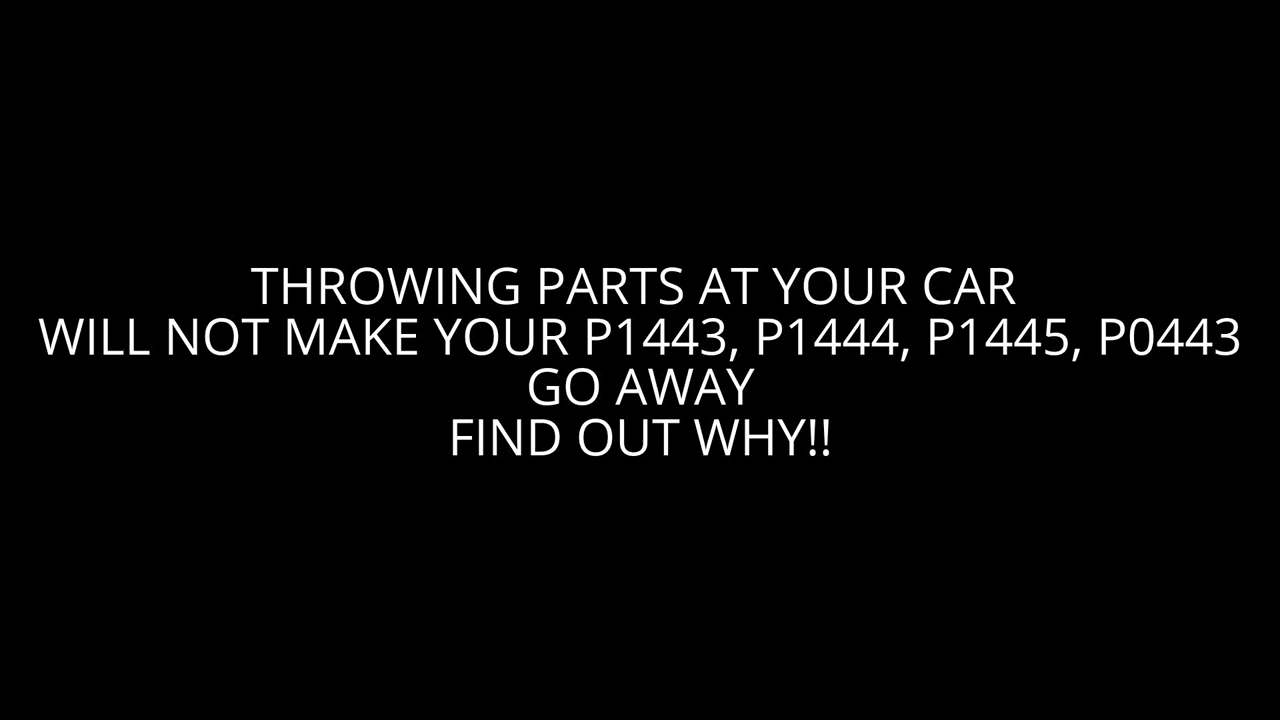 THROWING PARTS AT YOUR CAR
WILL NOT MAKE YOUR P1443, P1444, P1445, P0443
GO AWAY
FIND OUT WHY!!